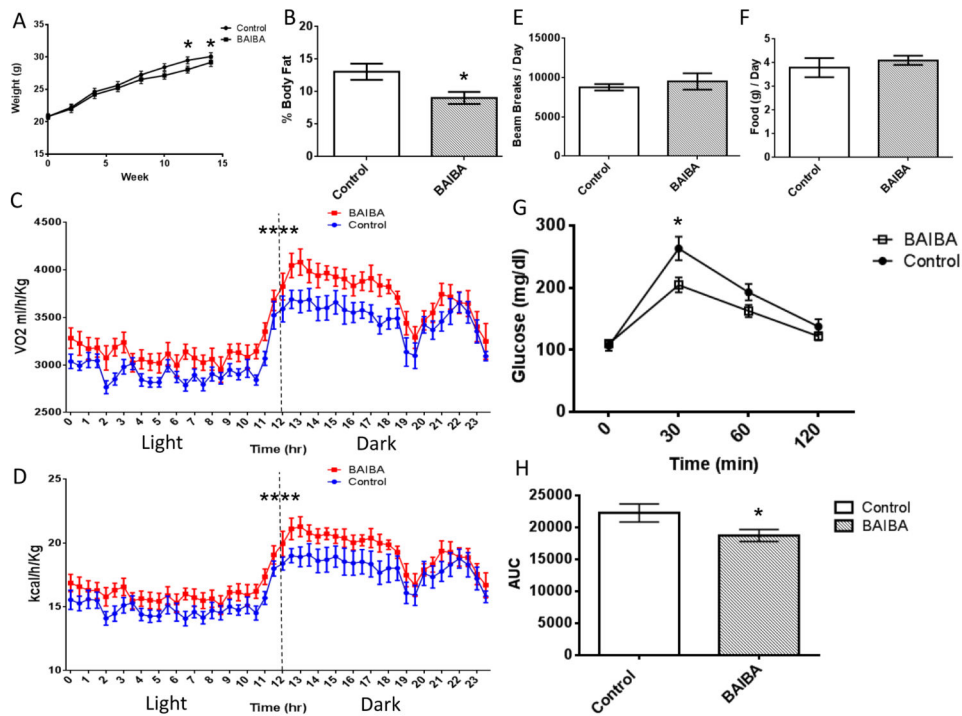 A
Control
BAIBA
* *
Weight (g)
35
30
25
20
15
0 5 10 15
Week
B
% Body Fat
20
15
10
5
0
*
Control BAIBA
E
Beam Breaks / Day
15000
10000
5000
0
Control BAIBA
F
Food (g) / Day
5
4
3
2
1
0
Control BAIBA
C
BAIBA
Control
****
VO2 ml/h/Kg
4500
4000
3500
3000
2500
0 1 2 3 4 5 6 7 8 9 10 11 12 13 14 15 16 17 18 19 20 21 22 23
Light Time (hr) Dark
D
BAIBA
Control
****
kcal/h/Kg
25
20
15
10
0 1 2 3 4 5 6 7 8 9 10 11 12 13 14 15 16 17 18 19 20 21 22 23
Light Time (hr) Dark
G
BAIBA
Control
*
Glucose (mg/dl)
300
200
100
0
0 30 60 120
Time (min)
H
Control
BAIBA
*
AUC
25000
20000
15000
10000
5000
0
Control BAIBA